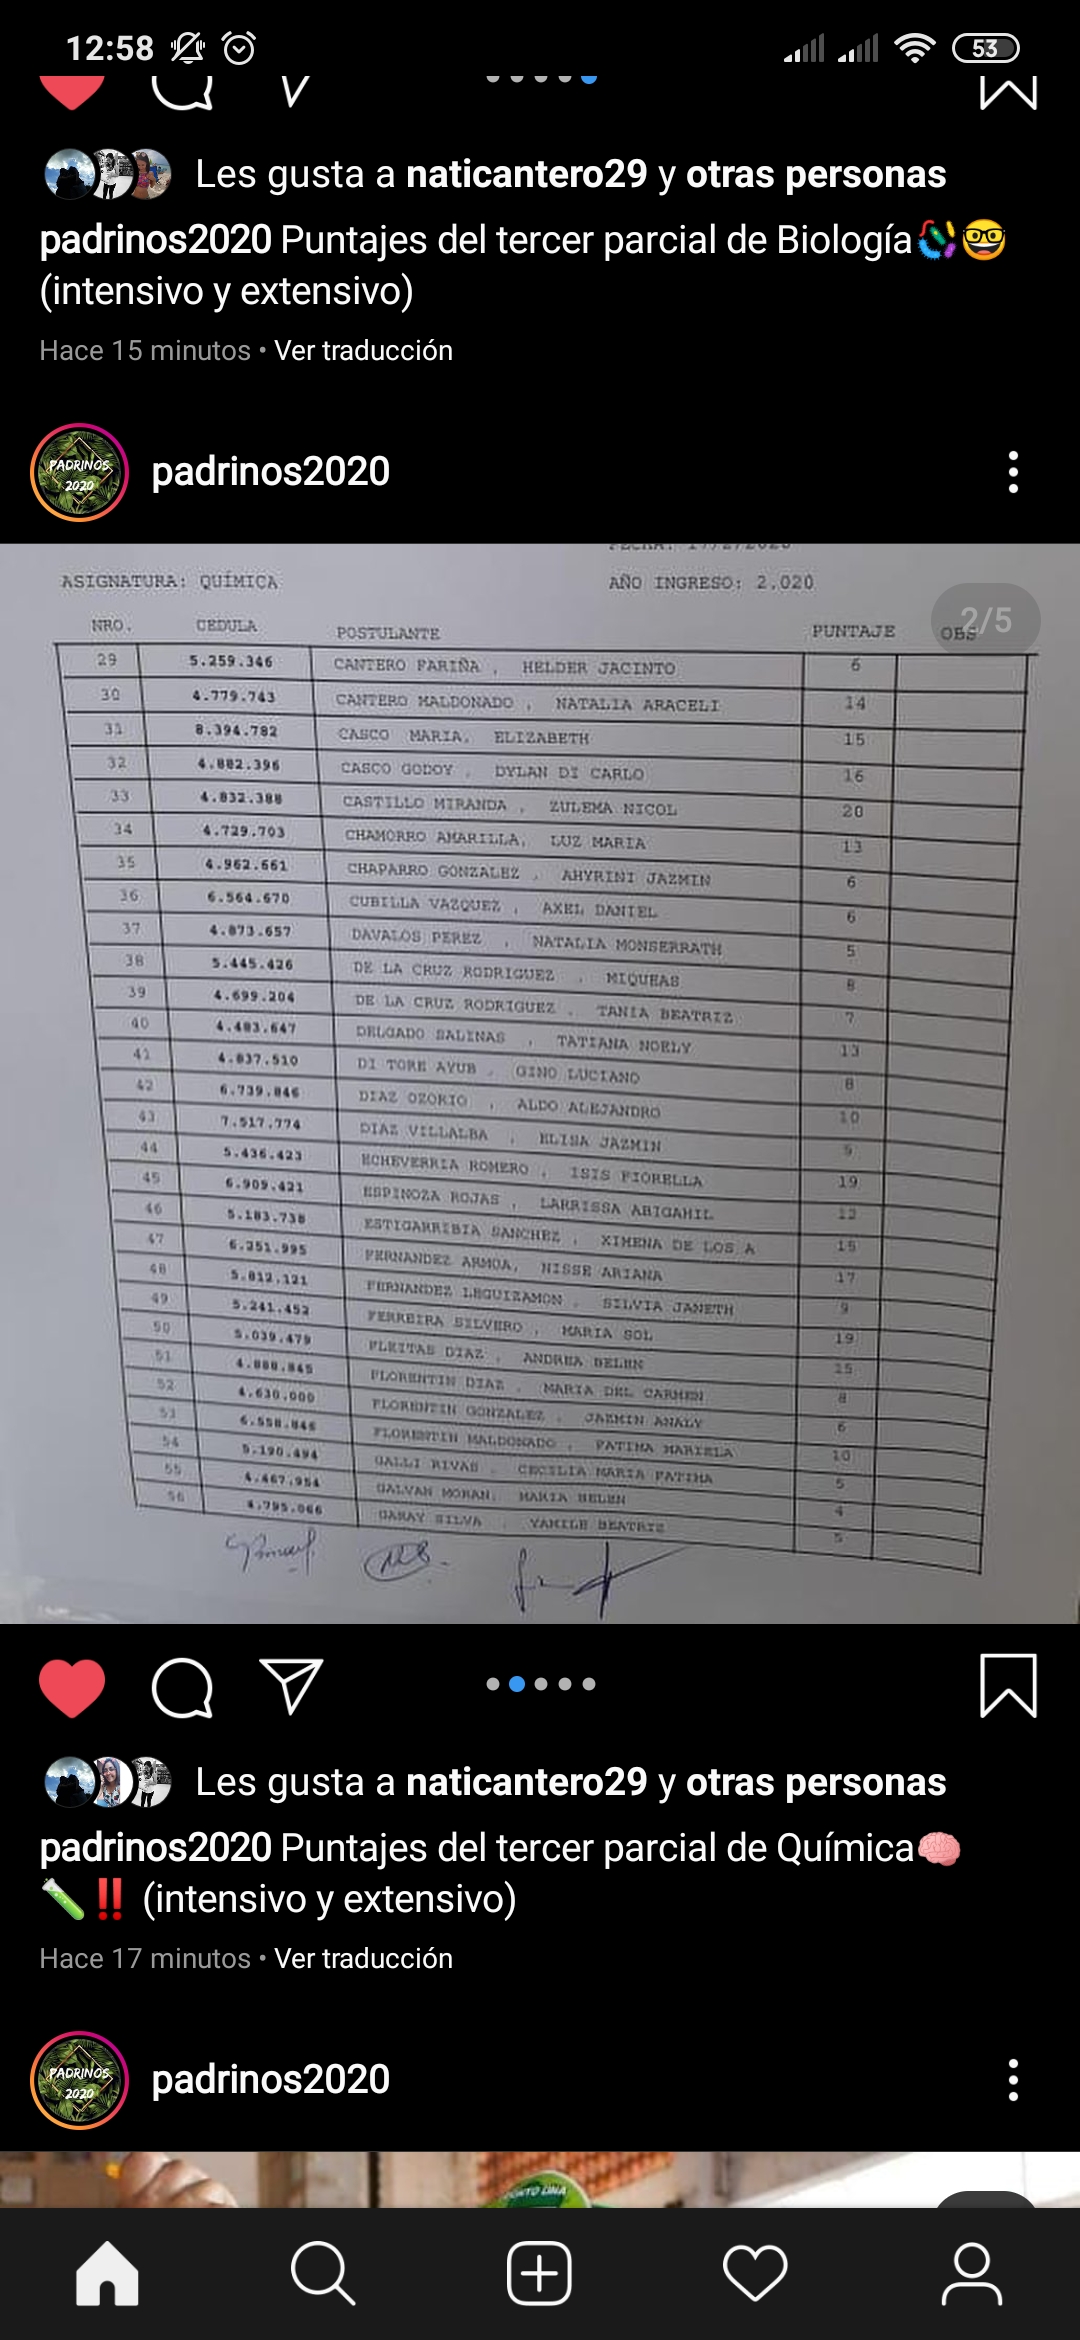 12:58
53
Les gusta a naticantero29 y otras personas
padrinos2020 Puntajes del tercer parcial de Biología🦠🤓
(intensivo y extensivo)
Hace 15 minutos • Ver traducción
PADRINOS
2020
padrinos2020
FECHA: 17/2/2020
ASIGNATURA: QUÍMICA AÑO INGRESO: 2.020
2/5
NRO. CEDULA POSTULANTE PUNTAJE OBS
29 5.259.346 CANTERO FARIÑA , HELDER JACINTO 6
30 4.779.743 CANTERO MALDONADO , NATALIA ARACELI 14
31 8.394.782 CASCO MARIA, ELIZABETH 15
32 4.882.396 CASCO GODOY , DYLAN DI CARLO 16
33 4.832.388 CASTILLO MIRANDA , ZULEMA NICOL 20
34 4.729.703 CHAMORRO AMARILLA, LUZ MARIA 13
35 4.962.661 CHAPARRO GONZALEZ , AHYRINI JAZMIN 6
36 6.564.670 CUBILLA VAZQUEZ , AXEL DANIEL 6
37 4.873.657 DAVALOS PEREZ , NATALIA MONSERRATH 5
38 5.445.426 DE LA CRUZ RODRIGUEZ , MIQUEAS 8
39 4.699.204 DE LA CRUZ RODRIGUEZ , TANIA BEATRIZ 7
40 4.483.647 DELGADO SALINAS , TATIANA NOELY 13
41 4.837.510 DI TORE AYUB , GINO LUCIANO 8
42 6.739.846 DIAZ OZORIO , ALDO ALEJANDRO 10
43 7.517.774 DIAZ VILLALBA , ELISA JAZMIN 9
44 5.436.423 ECHEVERRIA ROMERO , ISIS FIORELLA 19
45 6.909.421 ESPINOZA ROJAS , LARRISSA ABIGAHIL 12
46 5.183.738 ESTIGARRIBIA SANCHEZ , XIMENA DE LOS A 15
47 6.251.995 FERNANDEZ ARMOA, NISSE ARIANA 17
48 5.812.121 FERNANDEZ LEGUIZAMON , SILVIA JANETH 9
49 5.241.452 FERREIRA SILVERO , MARIA SOL 19
50 5.039.479 FLEITAS DIAZ , ANDREA BELEN 15
51 4.888.845 FLORENTIN DIAZ , MARIA DEL CARMEN 8
52 4.630.000 FLORENTIN GONZALEZ , JAZMIN ANALY 6
53 6.558.846 FLORENTIN MALDONADO , FATIMA MARIELA 10
54 5.190.494 GALLI RIVAS , CECILIA MARIA FATIMA 5
55 4.467.954 GALVAN MORAN, MARIA BELEN 4
56 4.795.066 GARAY SILVA , YAMILE BEATRIZ 5
Les gusta a naticantero29 y otras personas
padrinos2020 Puntajes del tercer parcial de Química🧠
🧪‼️ (intensivo y extensivo)
Hace 17 minutos • Ver traducción
PADRINOS
2020
padrinos2020